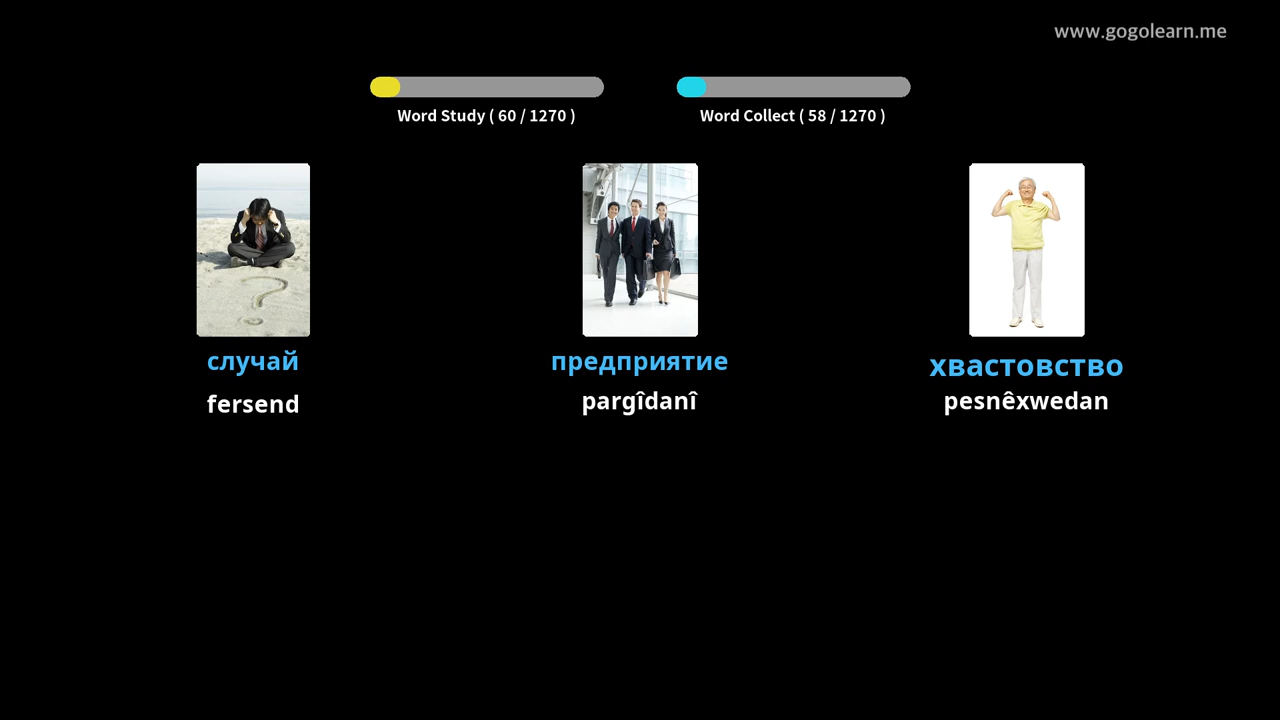 www.gogolearn.me
Word Study ( 60 / 1270 )
Word Collect ( 58 / 1270 )
случай
предприятие
хвастовство
fersend
pargîdanî
pesnêxwedan